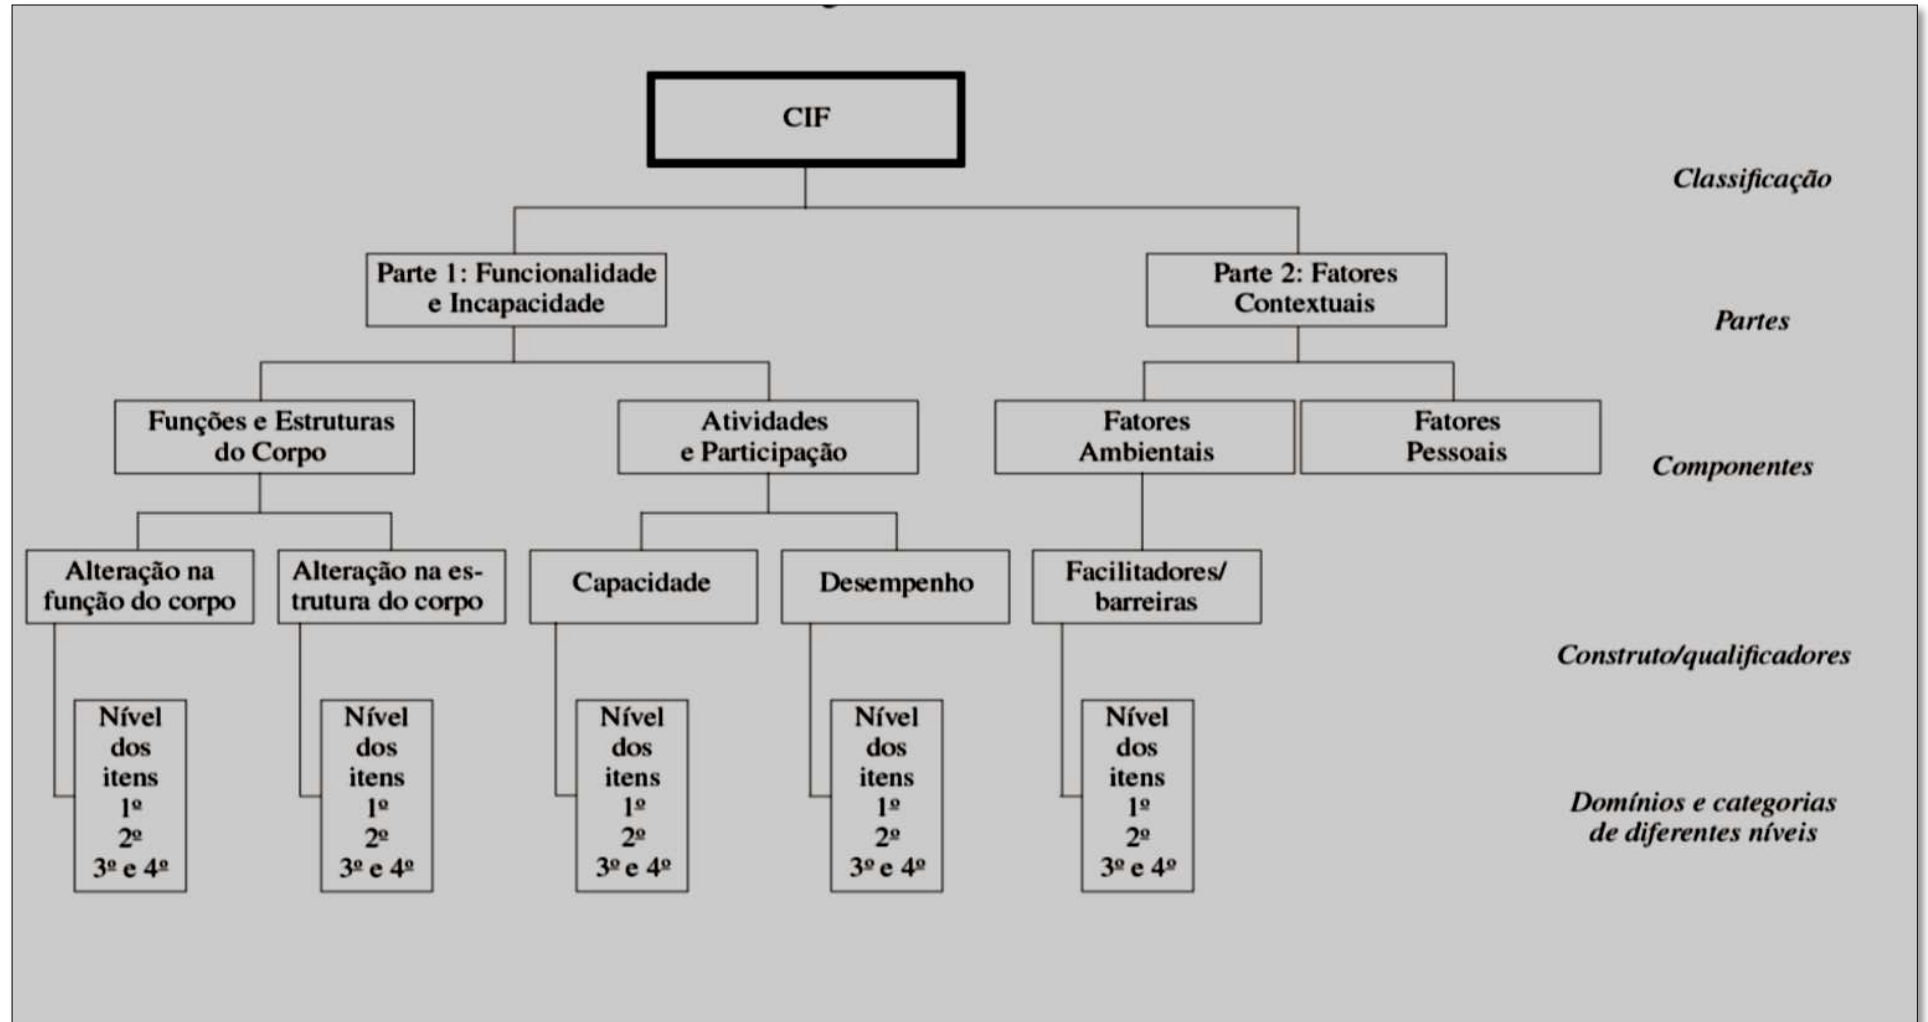 CIF
Classificação
Parte 1: Funcionalidade
e Incapacidade
Parte 2: Fatores
Contextuais
Partes
Funções e Estruturas
do Corpo
Atividades
e Participação
Fatores
Ambientais
Fatores
Pessoais
Componentes
Alteração na
função do corpo
Alteração na es-
trutura do corpo
Capacidade
Desempenho
Facilitadores/
barreiras
Construto/qualificadores
Nível
dos
itens
1º
2º
3º e 4º
Nível
dos
itens
1º
2º
3º e 4º
Nível
dos
itens
1º
2º
3º e 4º
Nível
dos
itens
1º
2º
3º e 4º
Nível
dos
itens
1º
2º
3º e 4º
Domínios e categorias
de diferentes níveis